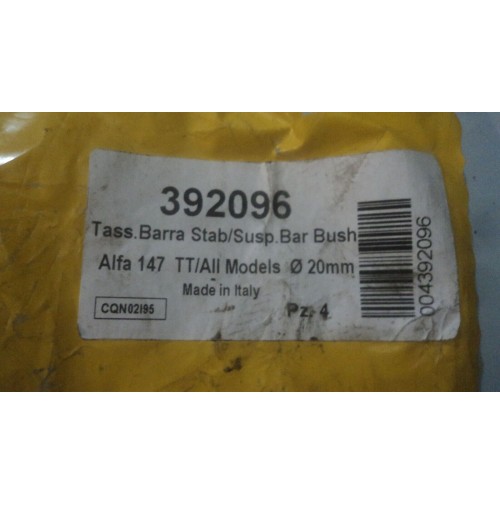 392096
Tass.Barra Stab/Susp.Bar Bush
Alfa 147 TT/All Models Ø 20mm
Made in Italy
CQN02I95
Pz. 4
004392096